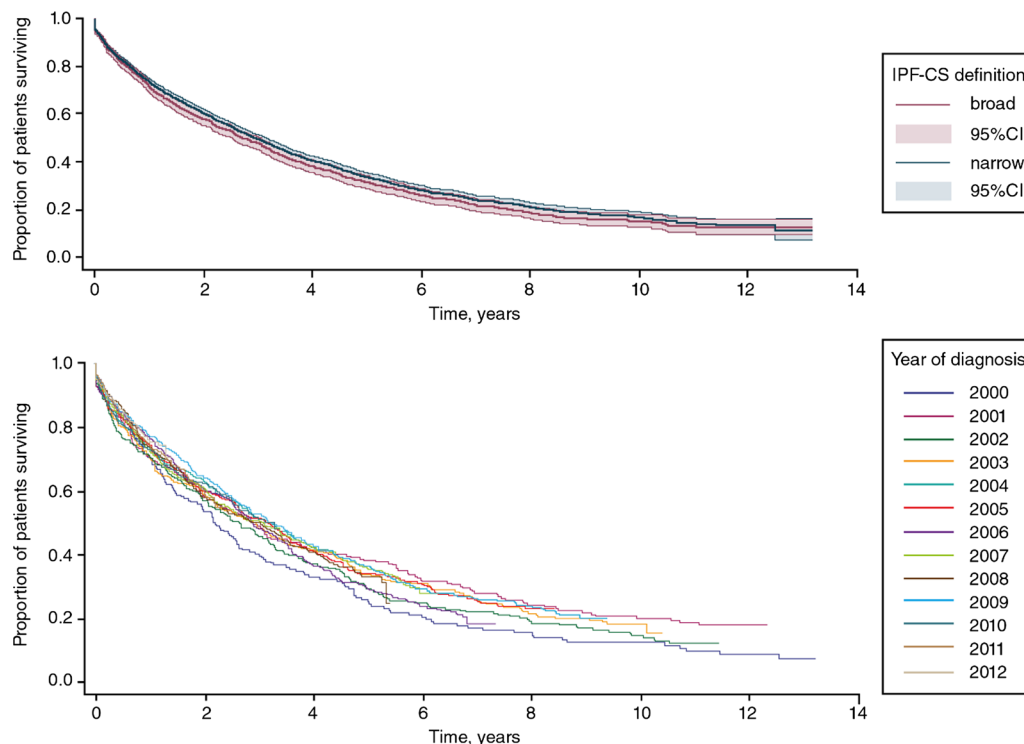 1.0
0.8
0.6
0.4
0.2
0.0
Proportion of patients surviving
0 2 4 6 8 10 12 14
Time, years
IPF-CS definition
broad
95%CI
narrow
95%CI
1.0
0.8
0.6
0.4
0.2
0.0
Proportion of patients surviving
0 2 4 6 8 10 12 14
Time, years
Year of diagnosis
2000
2001
2002
2003
2004
2005
2006
2007
2008
2009
2010
2011
2012